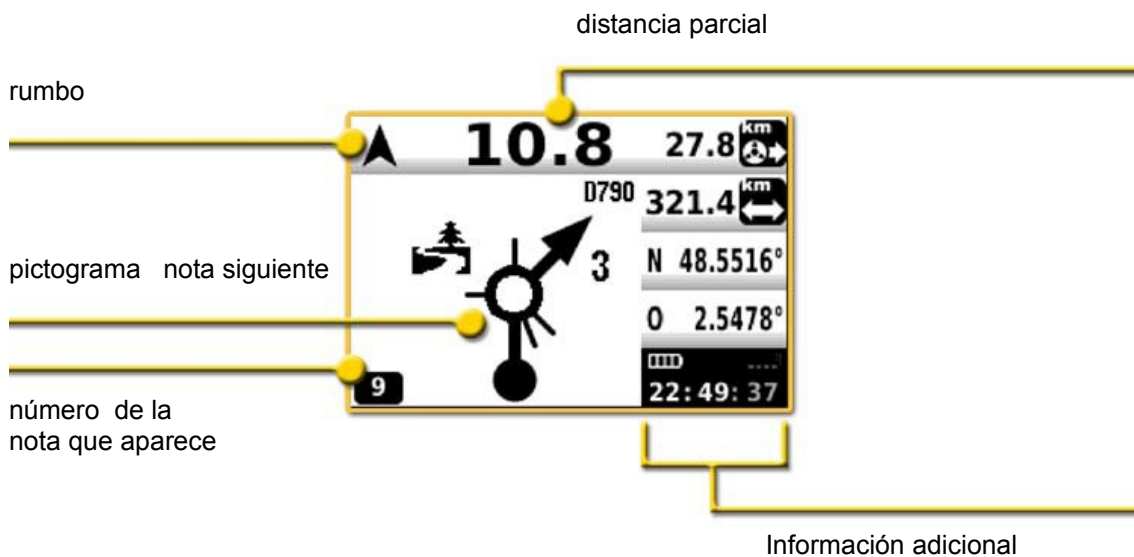 distancia parcial
rumbo
10.8
27.8 km
D790
321.4 km
3
pictograma nota siguiente
N 48.5516°
O 2.5478°
9
22:49:37
número de la
nota que aparece
Información adicional